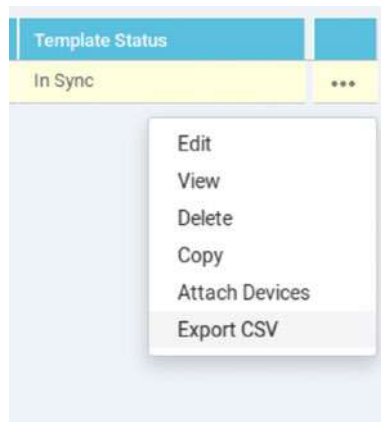 Template Status
In Sync •••
Edit
View
Delete
Copy
Attach Devices
Export CSV